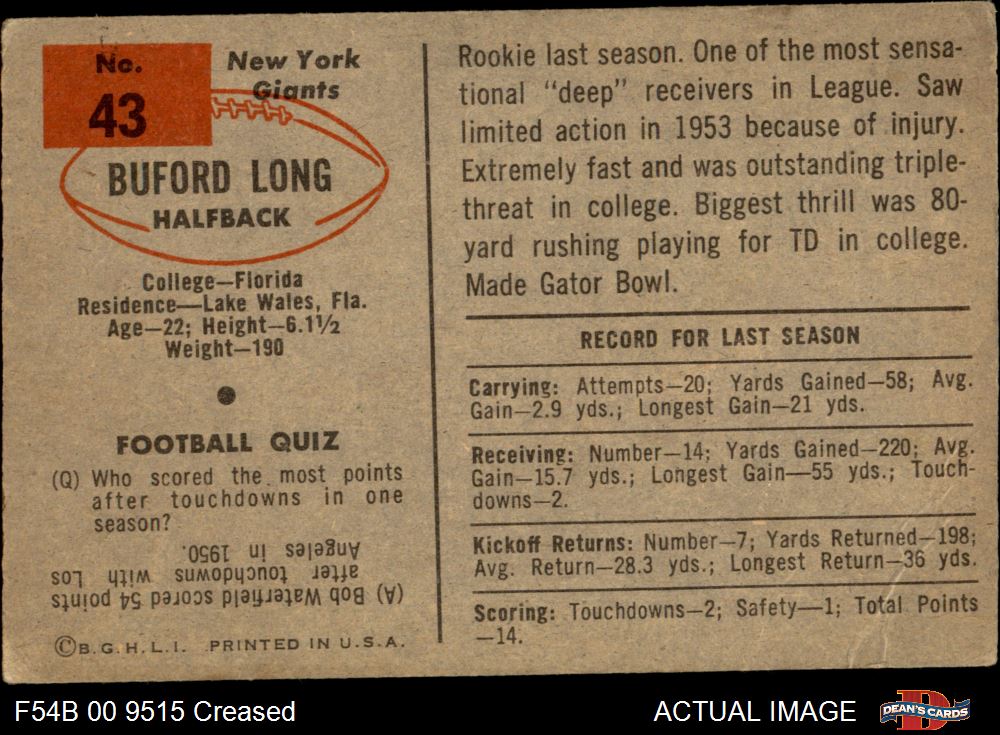 No.
43
New York
Giants
BUFORD LONG
HALFBACK
College—Florida
Residence—Lake Wales, Fla.
Age—22; Height—6.1½
Weight—190
FOOTBALL QUIZ
(Q) Who scored the most points
after touchdowns in one
season?
(A) Bob Waterfield scored 54 points
after touchdowns with Los
Angeles in 1950.
©B.G.H.L.I. PRINTED IN U.S.A.
Rookie last season. One of the most sensa-
tional "deep" receivers in League. Saw
limited action in 1953 because of injury.
Extremely fast and was outstanding triple-
threat in college. Biggest thrill was 80-
yard rushing playing for TD in college.
Made Gator Bowl.
RECORD FOR LAST SEASON
Carrying: Attempts—20; Yards Gained—58; Avg.
Gain—2.9 yds.; Longest Gain—21 yds.
Receiving: Number—14; Yards Gained—220; Avg.
Gain—15.7 yds.; Longest Gain—55 yds.; Touch-
downs—2.
Kickoff Returns: Number—7; Yards Returned—198;
Avg. Return—28.3 yds.; Longest Return—36 yds.
Scoring: Touchdowns—2; Safety—1; Total Points
—14.
F54B 00 9515 Creased
ACTUAL IMAGE
DEAN'S CARDS